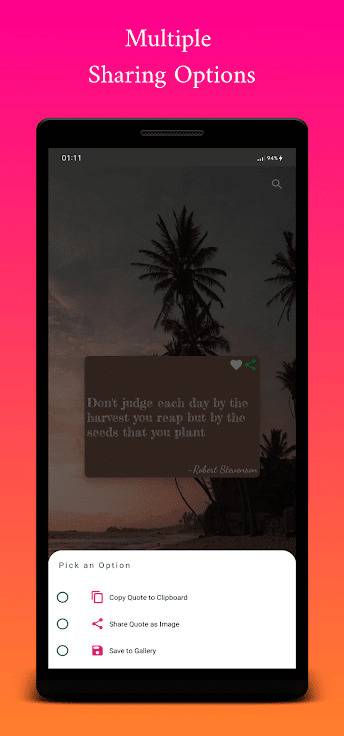 Multiple
Sharing Options
01:11
94%
Don't judge each day by the
harvest you reap but by the
seeds that you plant
-Robert Stevenson
Pick an Option
Copy Quote to Clipboard
Share Quote as Image
Save to Gallery